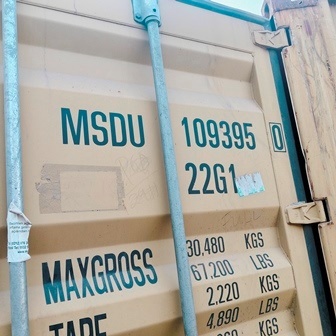 MSDU 109395 0
22G1
MAXGROSS 30,480 KGS
67,200 LBS
TARE 2,220 KGS
4,890 LBS